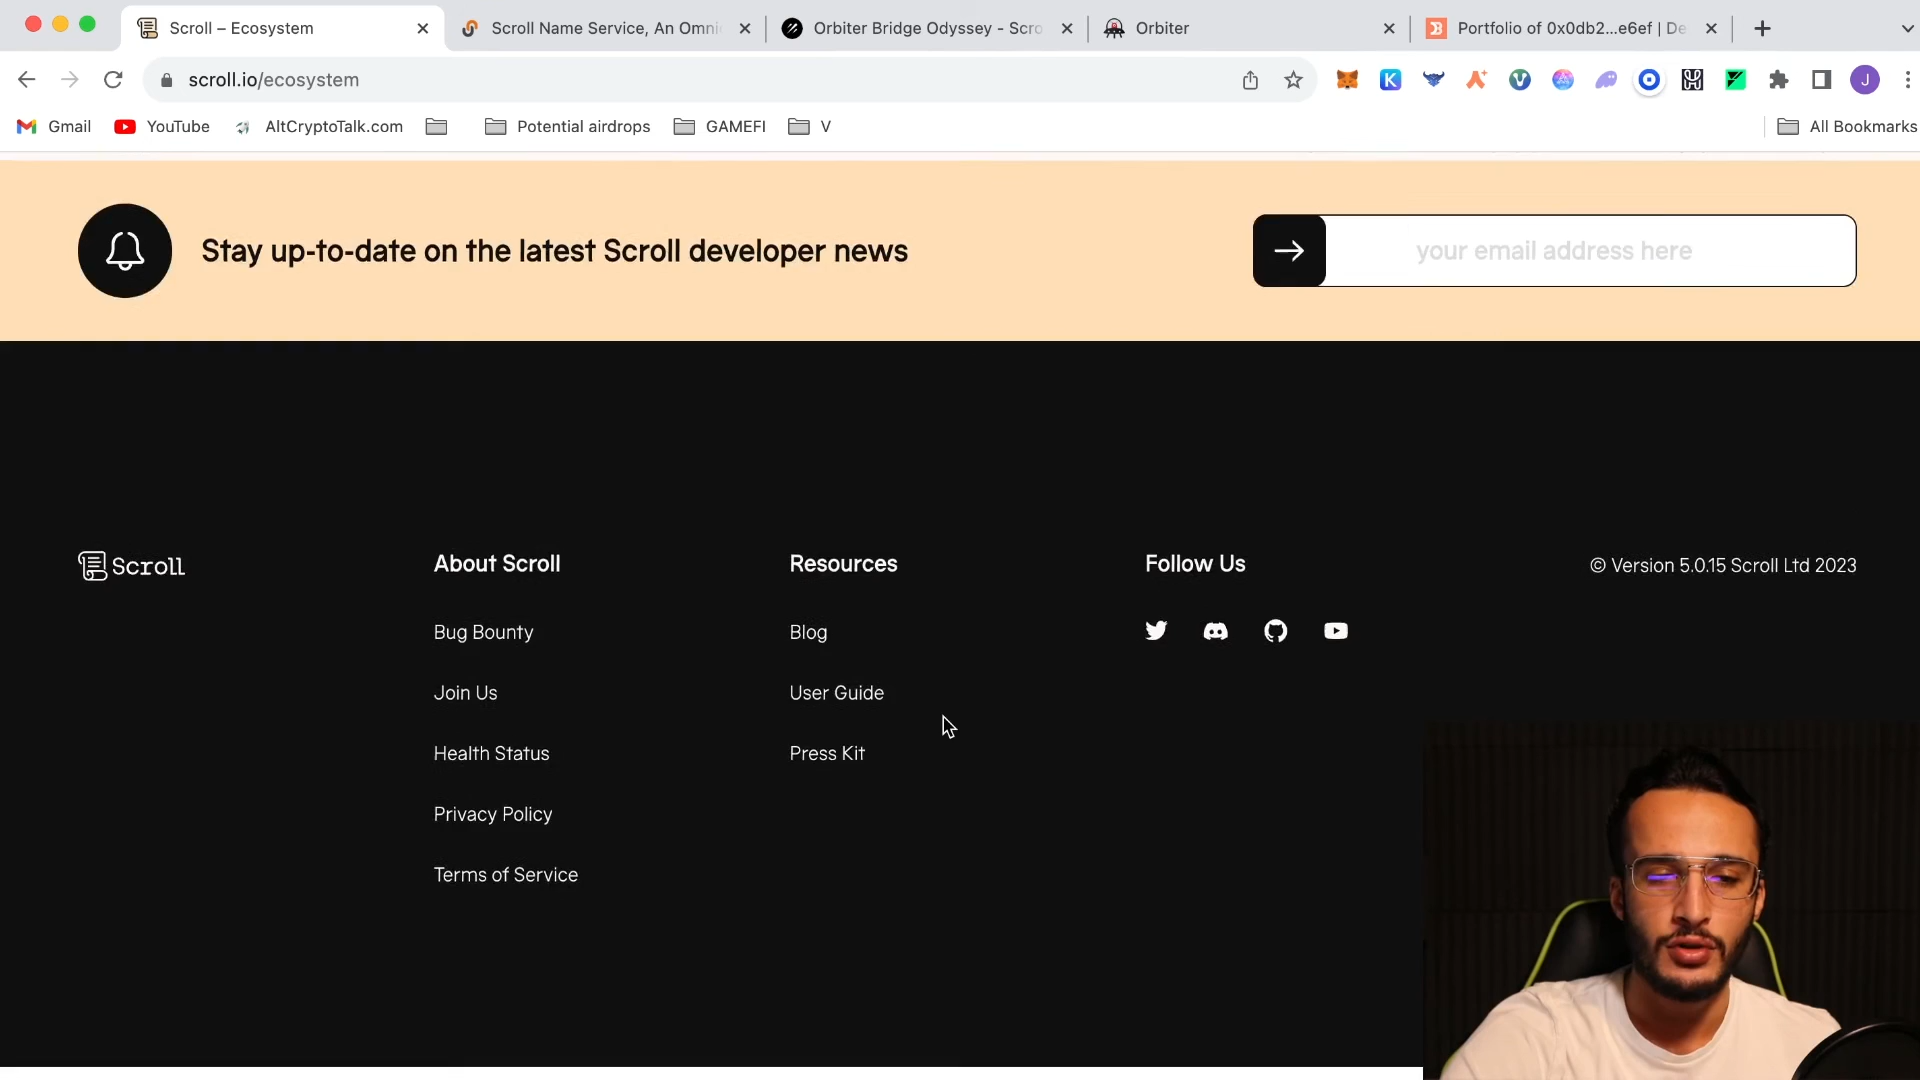 Scroll – Ecosystem
Scroll Name Service, An Omni
Orbiter Bridge Odyssey - Scro
Orbiter
Portfolio of 0x0db2...e6ef | De
scroll.io/ecosystem
J
Gmail
YouTube
AltCryptoTalk.com
Potential airdrops
GAMEFI
V
All Bookmarks
Stay up-to-date on the latest Scroll developer news
your email address here
Scroll
About Scroll
Bug Bounty
Join Us
Health Status
Privacy Policy
Terms of Service
Resources
Blog
User Guide
Press Kit
Follow Us
© Version 5.0.15 Scroll Ltd 2023